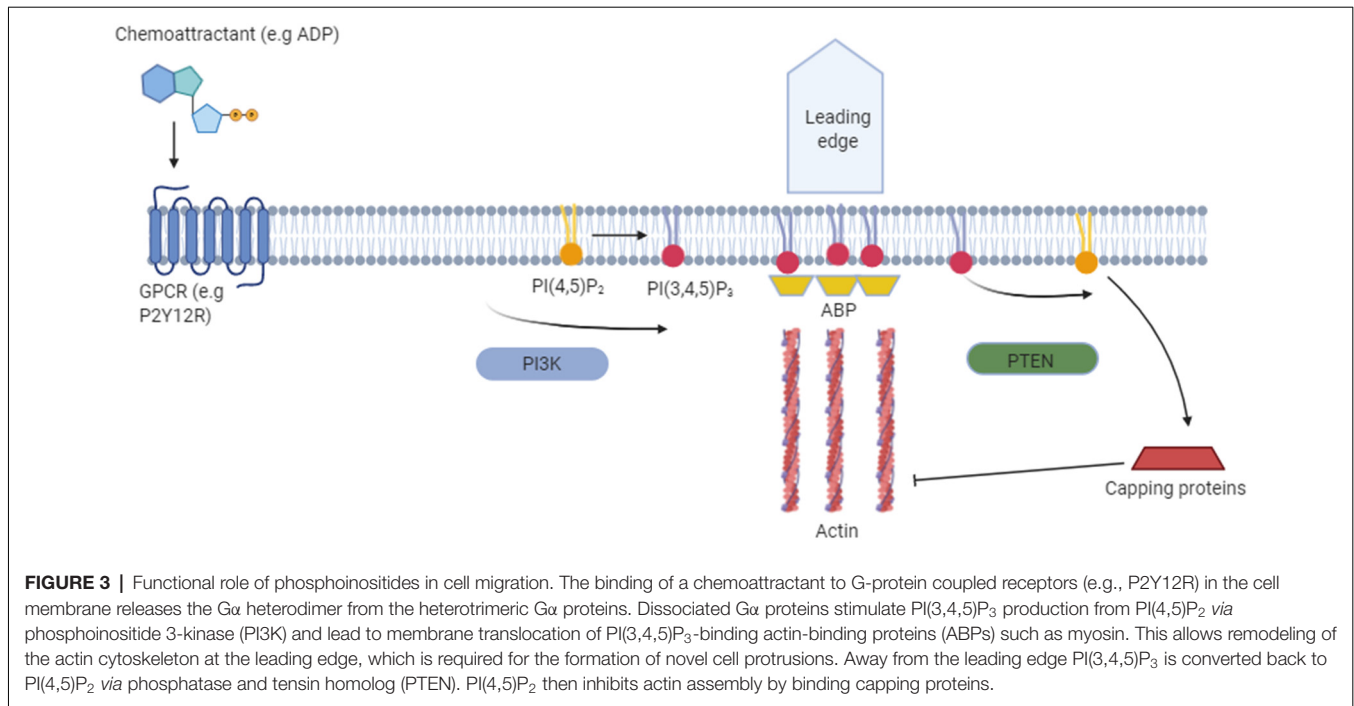 Chemoattractant (e.g ADP)
P P
Leading
edge
GPCR (e.g
P2Y12R)
PI(4,5)P₂
PI(3,4,5)P₃
ABP
PI3K
PTEN
Capping proteins
Actin
FIGURE 3 | Functional role of phosphoinositides in cell migration. The binding of a chemoattractant to G-protein coupled receptors (e.g., P2Y12R) in the cell
membrane releases the Gα heterodimer from the heterotrimeric Gα proteins. Dissociated Gα proteins stimulate PI(3,4,5)P₃ production from PI(4,5)P₂ via
phosphoinositide 3-kinase (PI3K) and lead to membrane translocation of PI(3,4,5)P₃-binding actin-binding proteins (ABPs) such as myosin. This allows remodeling of
the actin cytoskeleton at the leading edge, which is required for the formation of novel cell protrusions. Away from the leading edge PI(3,4,5)P₃ is converted back to
PI(4,5)P₂ via phosphatase and tensin homolog (PTEN). PI(4,5)P₂ then inhibits actin assembly by binding capping proteins.